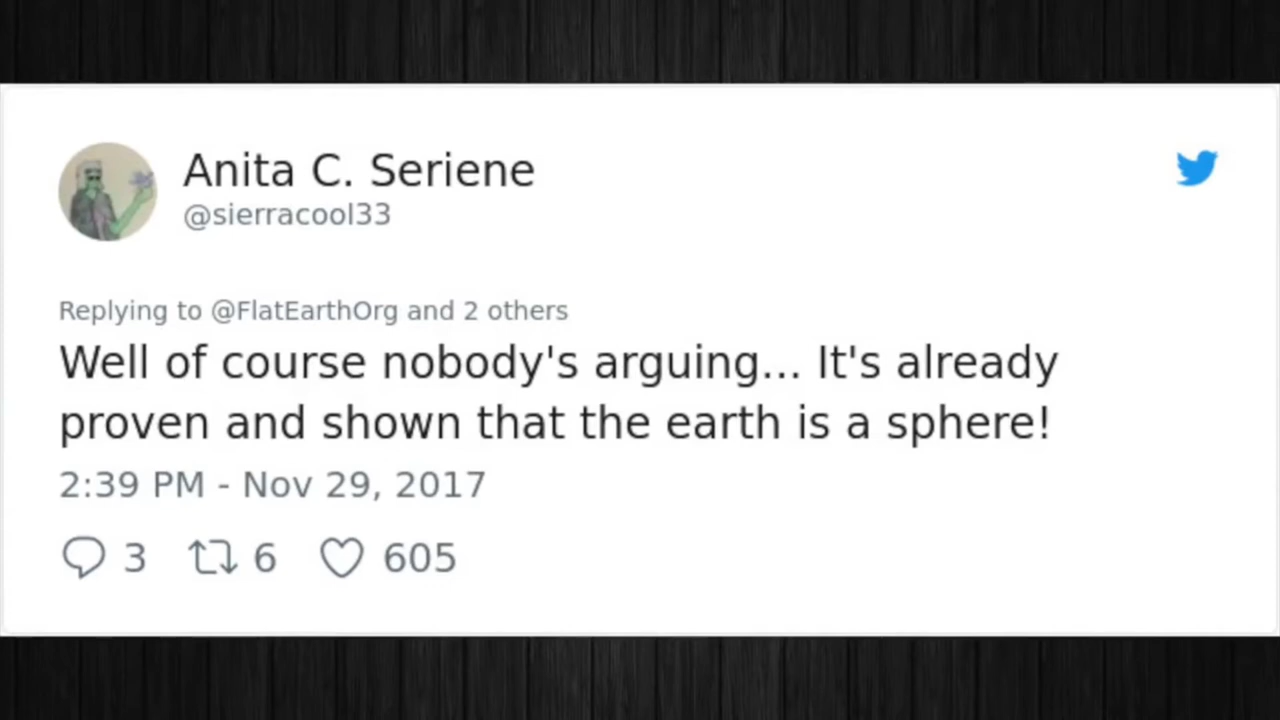 Anita C. Seriene
@sierracool33
Replying to @FlatEarthOrg and 2 others
Well of course nobody's arguing... It's already
proven and shown that the earth is a sphere!
2:39 PM - Nov 29, 2017
3 6 605